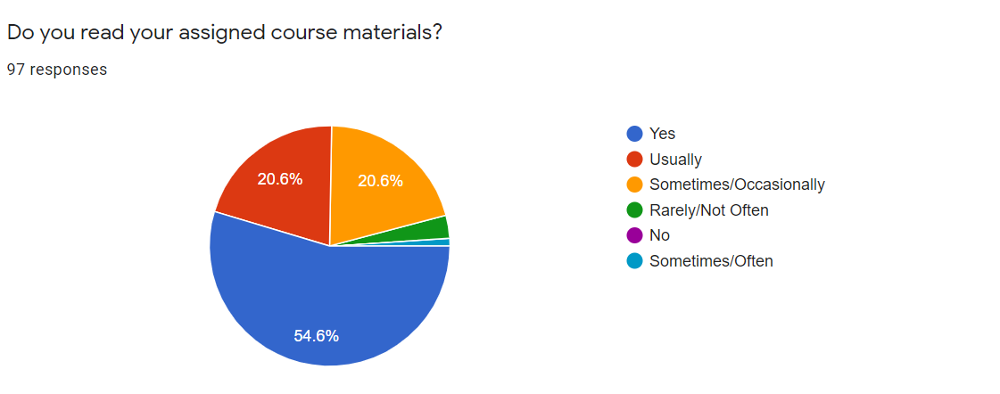 Do you read your assigned course materials?
97 responses
20.6%
20.6%
54.6%
Yes
Usually
Sometimes/Occasionally
Rarely/Not Often
No
Sometimes/Often